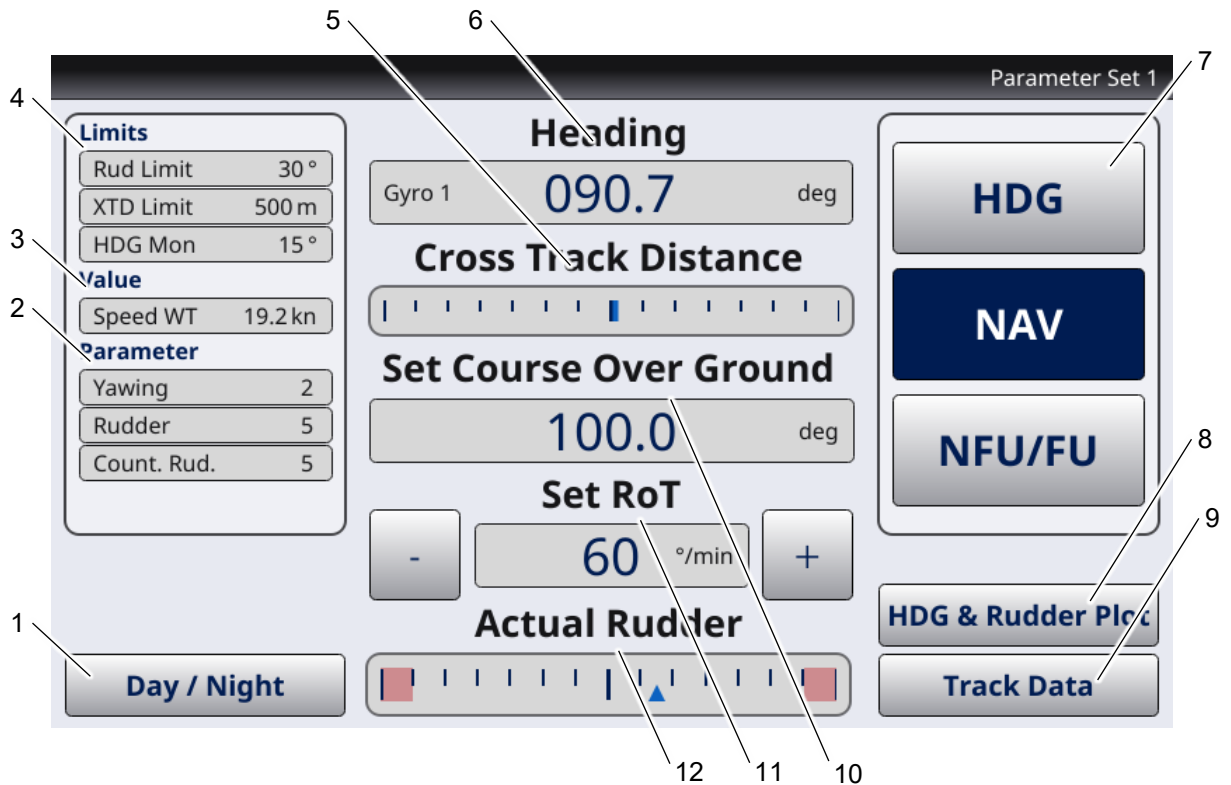 5
6
7
Parameter Set 1
4
Limits
Rud Limit 30 °
XTD Limit 500 m
HDG Mon 15 °
3
Value
Speed WT 19.2 kn
2
Parameter
Yawing 2
Rudder 5
Count. Rud. 5
1
Day / Night
Heading
Gyro 1 090.7 deg
Cross Track Distance
Set Course Over Ground
100.0 deg
Set RoT
- 60 °/min +
Actual Rudder
HDG
NAV
NFU/FU
8
9
HDG & Rudder Plot
Track Data
12
11
10